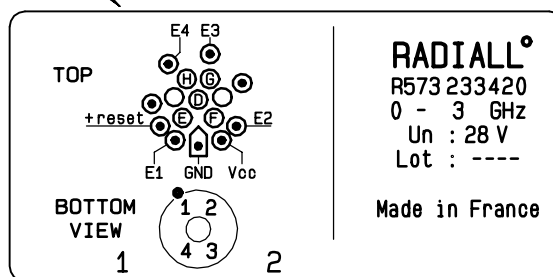 E4 E3
TOP
H G
D
+reset E F E2
E1 GND Vcc
BOTTOM
VIEW
1 2
4 3
1 2
RADIALL°
R573 233420
0 - 3 GHz
Un : 28 V
Lot : ----
Made in France